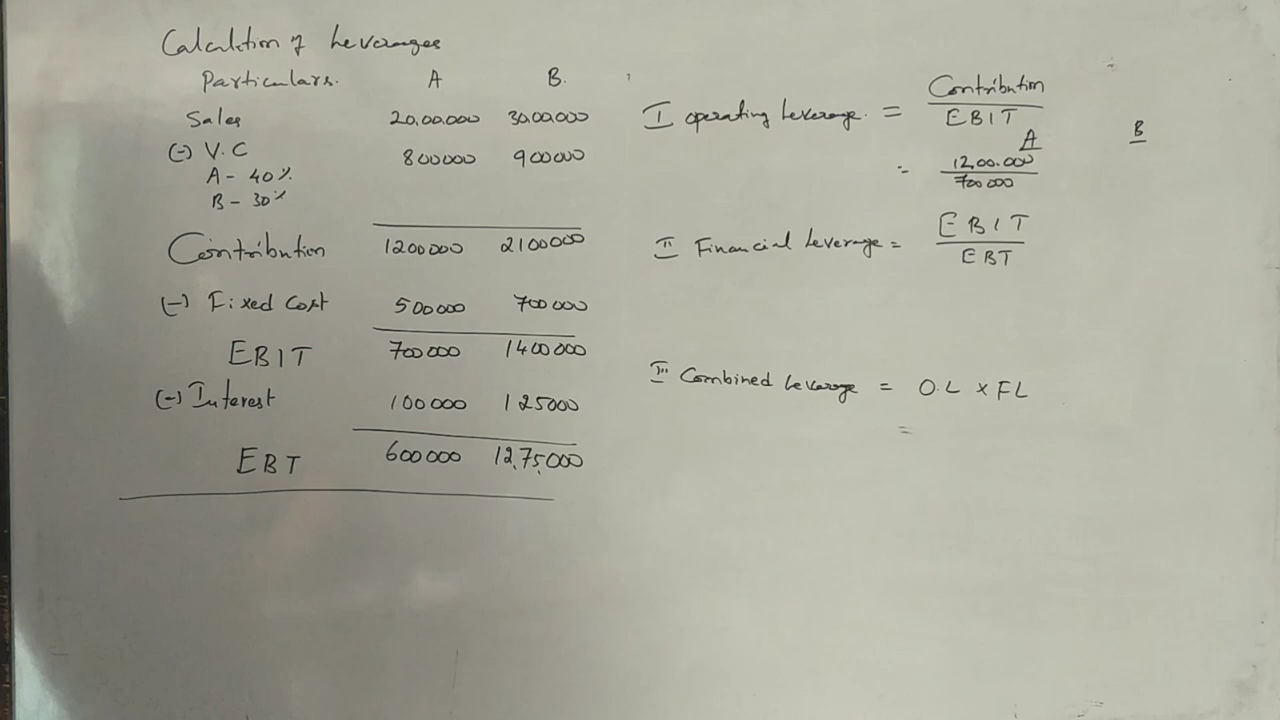 Calculation of Leverages
Particulars. A B.
Sales 20,00,000 30,00,000
(-) V.C 800000 900000
A - 40%
B - 30%
Contribution 1200000 2100000
(-) Fixed Cost 500000 700000
EBIT 700000 1400000
(-) Interest 100000 125000
EBT 600000 12,75,000
I operating Leverage. = Contribution
EBIT
A B
= 12,00,000
700000
II Financial Leverage = EBIT
EBT
III Combined Leverage = O.L x FL
=